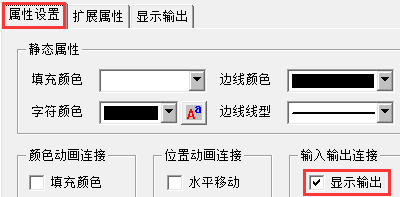 属性设置 扩展属性 显示输出
静态属性
填充颜色 边线颜色
字符颜色 Aa 边线线型
颜色动画连接 位置动画连接 输入输出连接
填充颜色 水平移动 显示输出